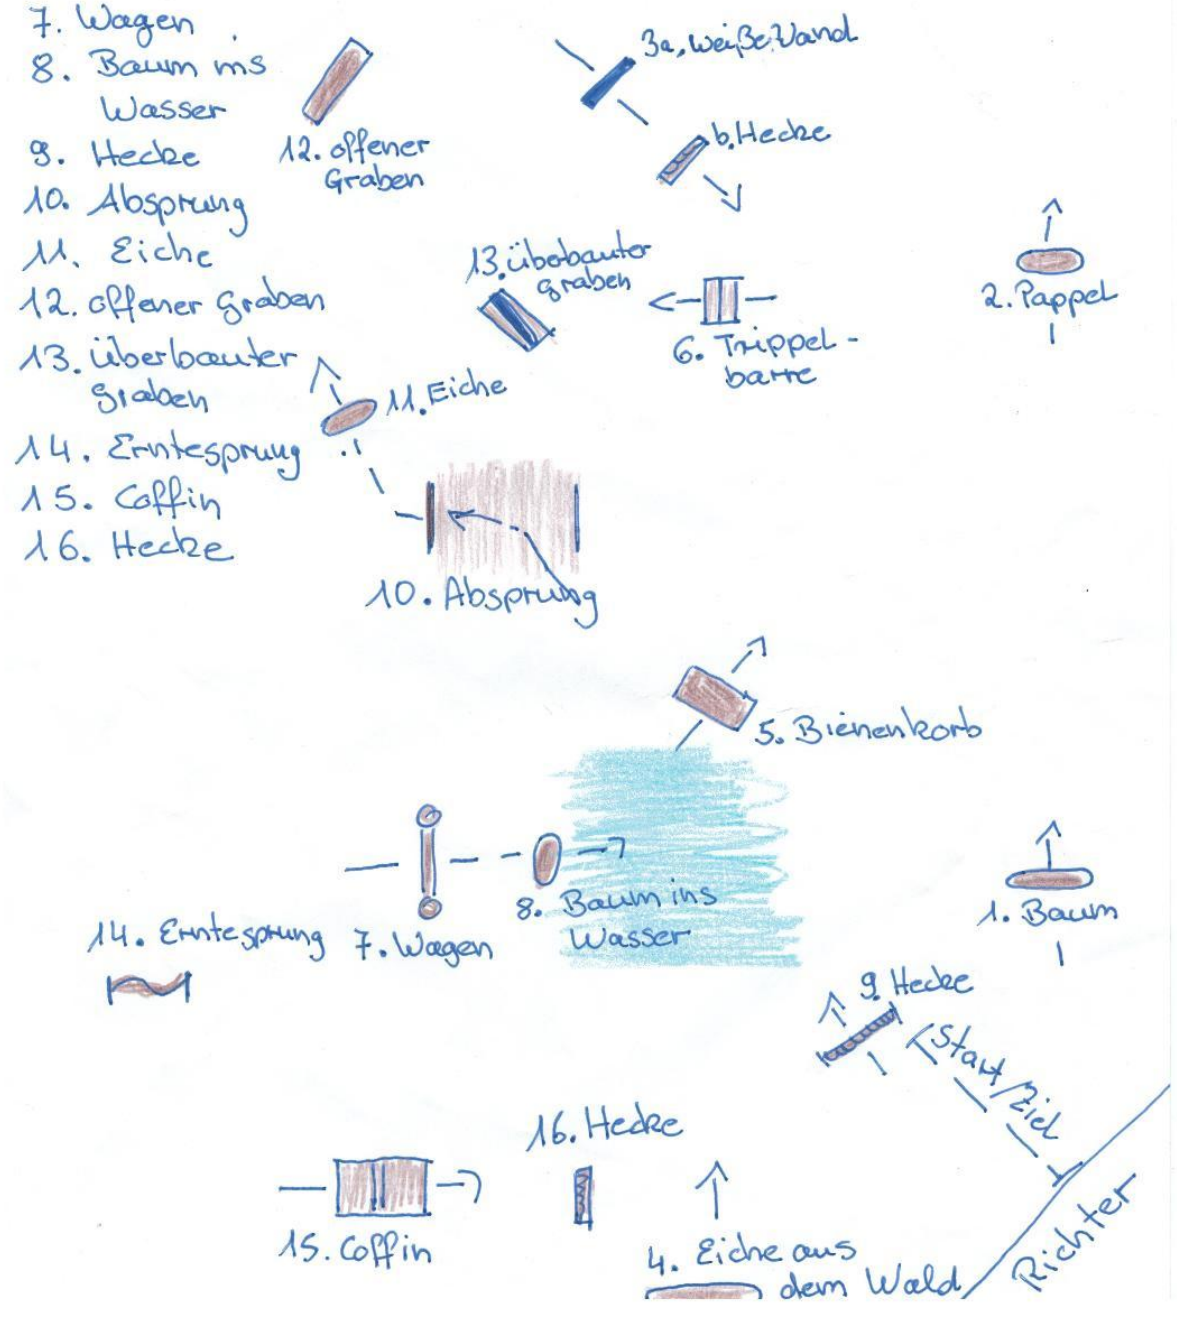 7. Wagen
8. Baum ins
Wasser
9. Hecke
10. Absprung
11. Eiche
12. offener Graben
13. überbauter
graben
14. Erntesprung
15. Coffin
16. Hecke
12. offener
Graben
3a, weiße Wand
b, Hecke
13. überbauter
graben
6. Trippel-
barre
2. Pappel
11. Eiche
10. Absprung
5. Bienenkorb
8. Baum ins
Wasser
1. Baum
14. Erntesprung
7. Wagen
9. Hecke
Start/Ziel
16. Hecke
15. Coffin
4. Eiche aus
dem Wald
Richter